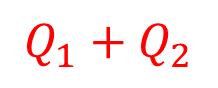 Q₁ + Q₂